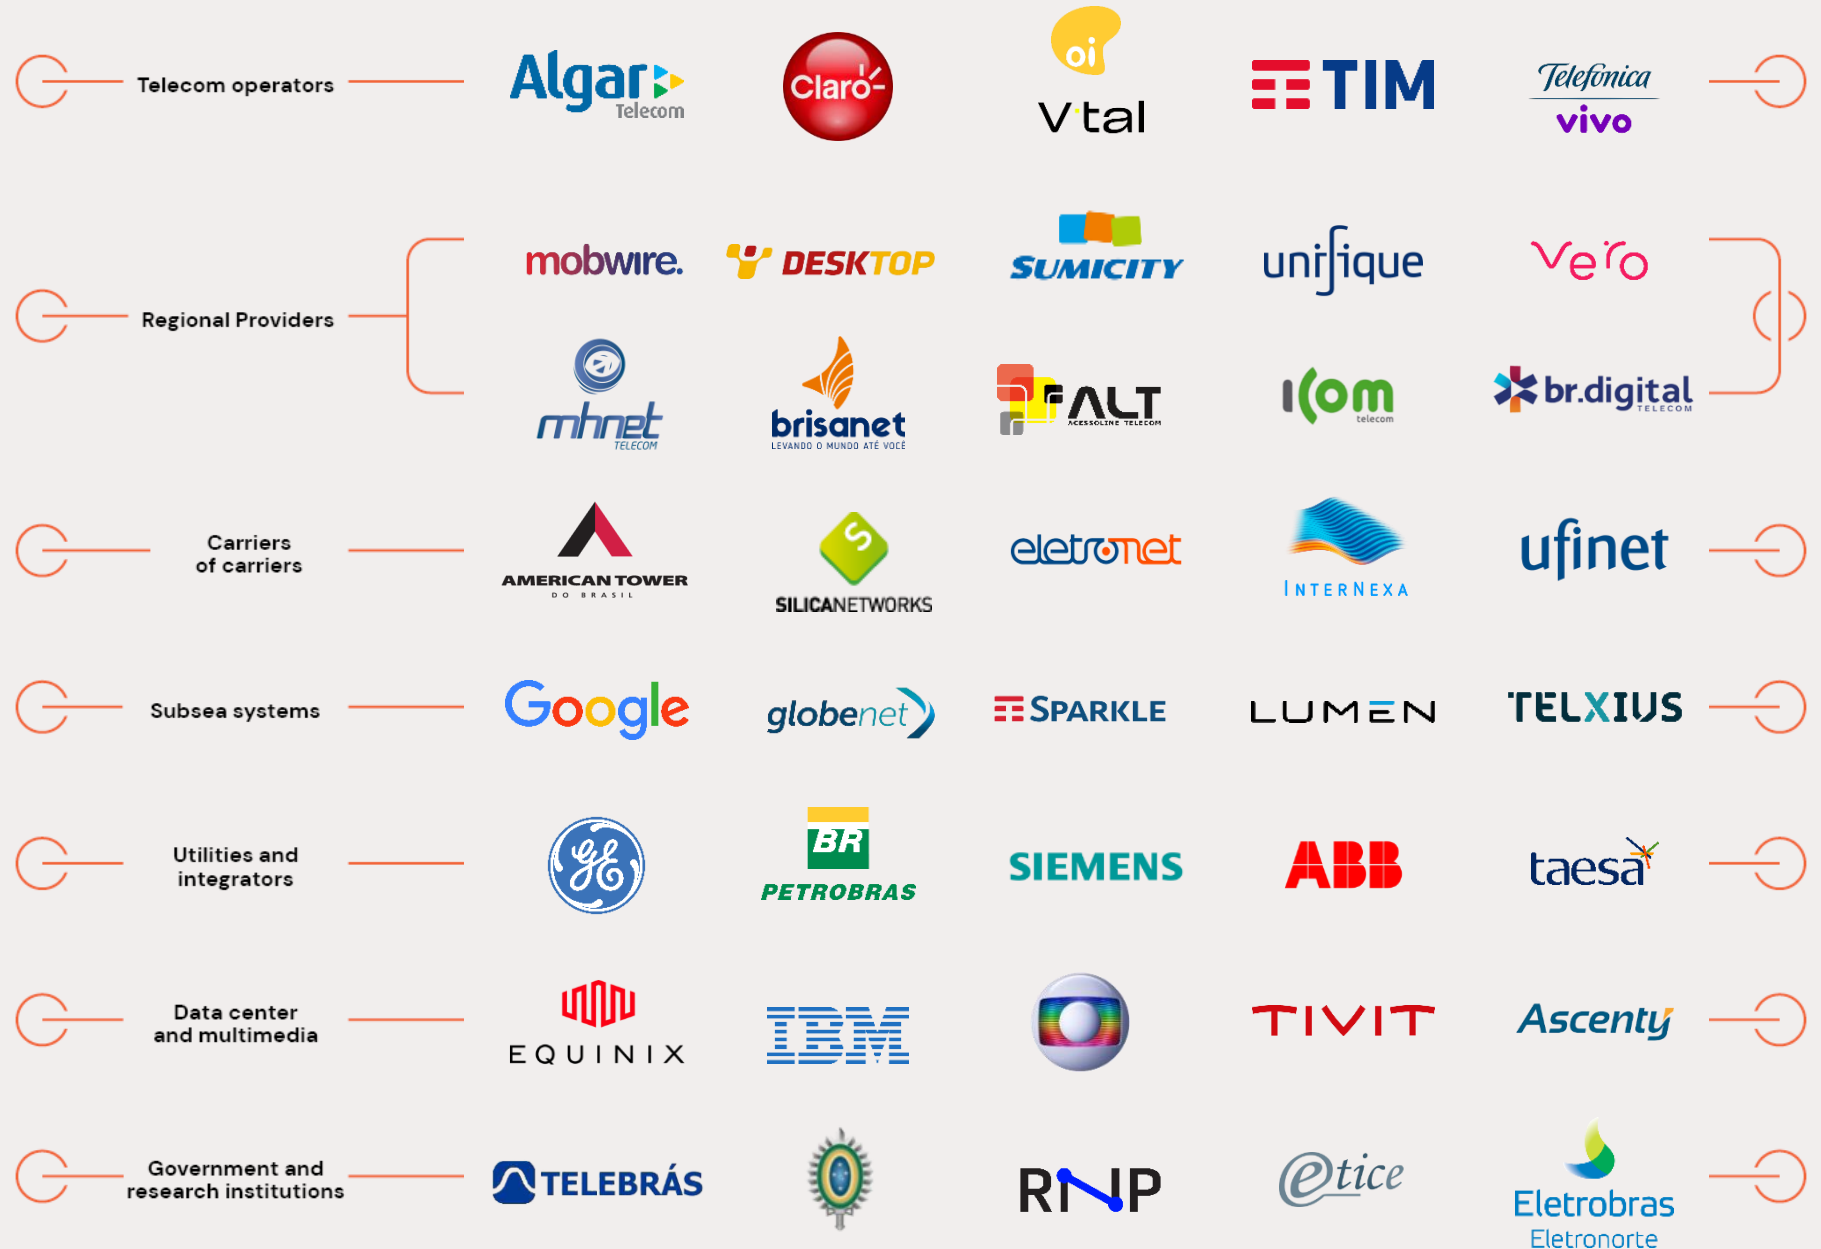 Telecom operators
Algar
Telecom
Claro
oi
V·tal
TIM
Telefónica
vivo
Regional Providers
mobwire.
DESKTOP
SUMICITY
unifique
vero
mhnet
TELECOM
brisanet
LEVANDO O MUNDO ATÉ VOCÊ
ALT
ACESSOLINE TELECOM
icom
telecom
br.digital
TELECOM
Carriers
of carriers
AMERICAN TOWER
DO BRASIL
S
SILICANETWORKS
eletronet
INTERNEXA
ufinet
Subsea systems
Google
globenet
SPARKLE
LUMEN
TELXIUS
Utilities and
integrators
GE
BR
PETROBRAS
SIEMENS
ABB
taesa
Data center
and multimedia
EQUINIX
IBM
TIVIT
Ascenty
Government and
research institutions
TELEBRÁS
RNP
etice
Eletrobras
Eletronorte